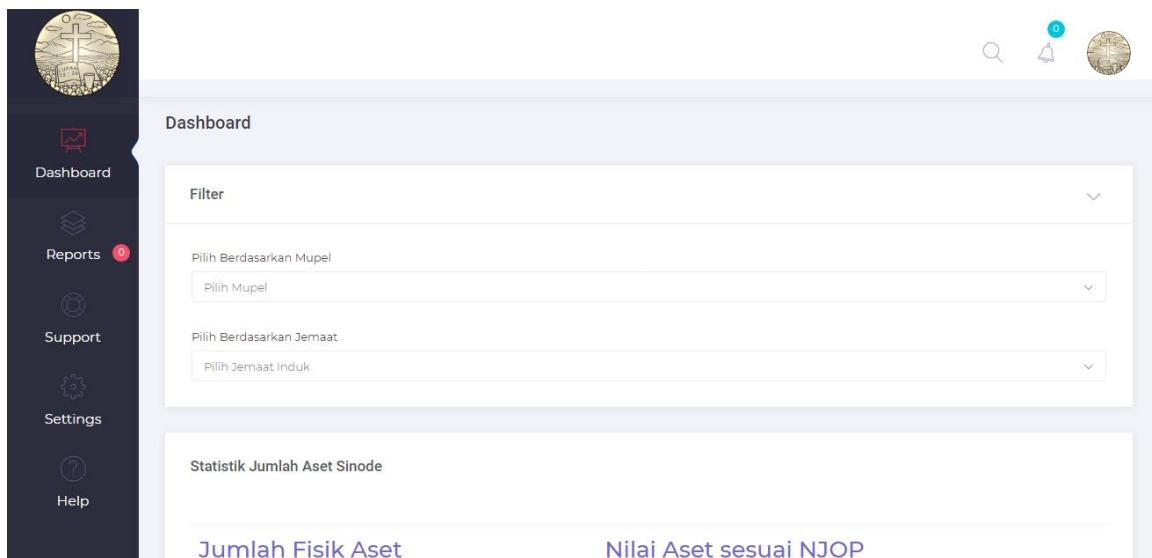 0
Dashboard
Dashboard
Filter
Reports 0
Pilih Berdasarkan Mupel
Pilih Mupel
Support
Pilih Berdasarkan Jemaat
Pilih Jemaat Induk
Settings
Statistik Jumlah Aset Sinode
Help
Jumlah Fisik Aset
Nilai Aset sesuai NJOP